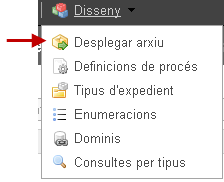 Disseny
Desplegar arxiu
Definicions de procés
Tipus d'expedient
Enumeracions
Dominis
Consultes per tipus